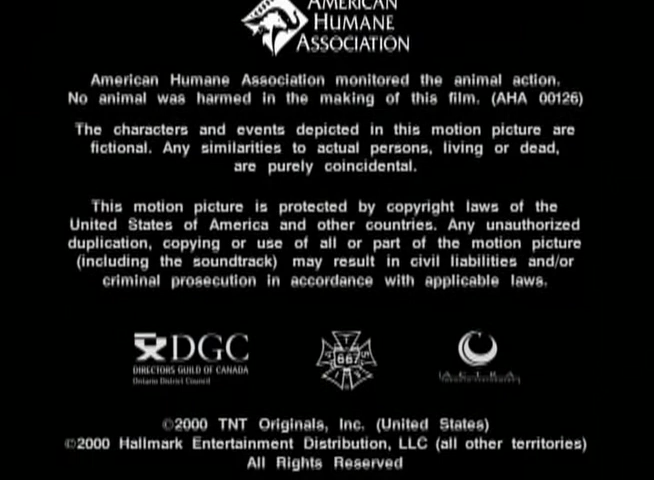 AMERICAN
HUMANE
ASSOCIATION
American Humane Association monitored the animal action.
No animal was harmed in the making of this film. (AHA 00126)
The characters and events depicted in this motion picture are
fictional. Any similarities to actual persons, living or dead,
are purely coincidental.
This motion picture is protected by copyright laws of the
United States of America and other countries. Any unauthorized
duplication, copying or use of all or part of the motion picture
(including the soundtrack) may result in civil liabilities and/or
criminal prosecution in accordance with applicable laws.
DGC
DIRECTORS GUILD OF CANADA
Ontario District Council
667
ACTRA
©2000 TNT Originals, Inc. (United States)
©2000 Hallmark Entertainment Distribution, LLC (all other territories)
All Rights Reserved